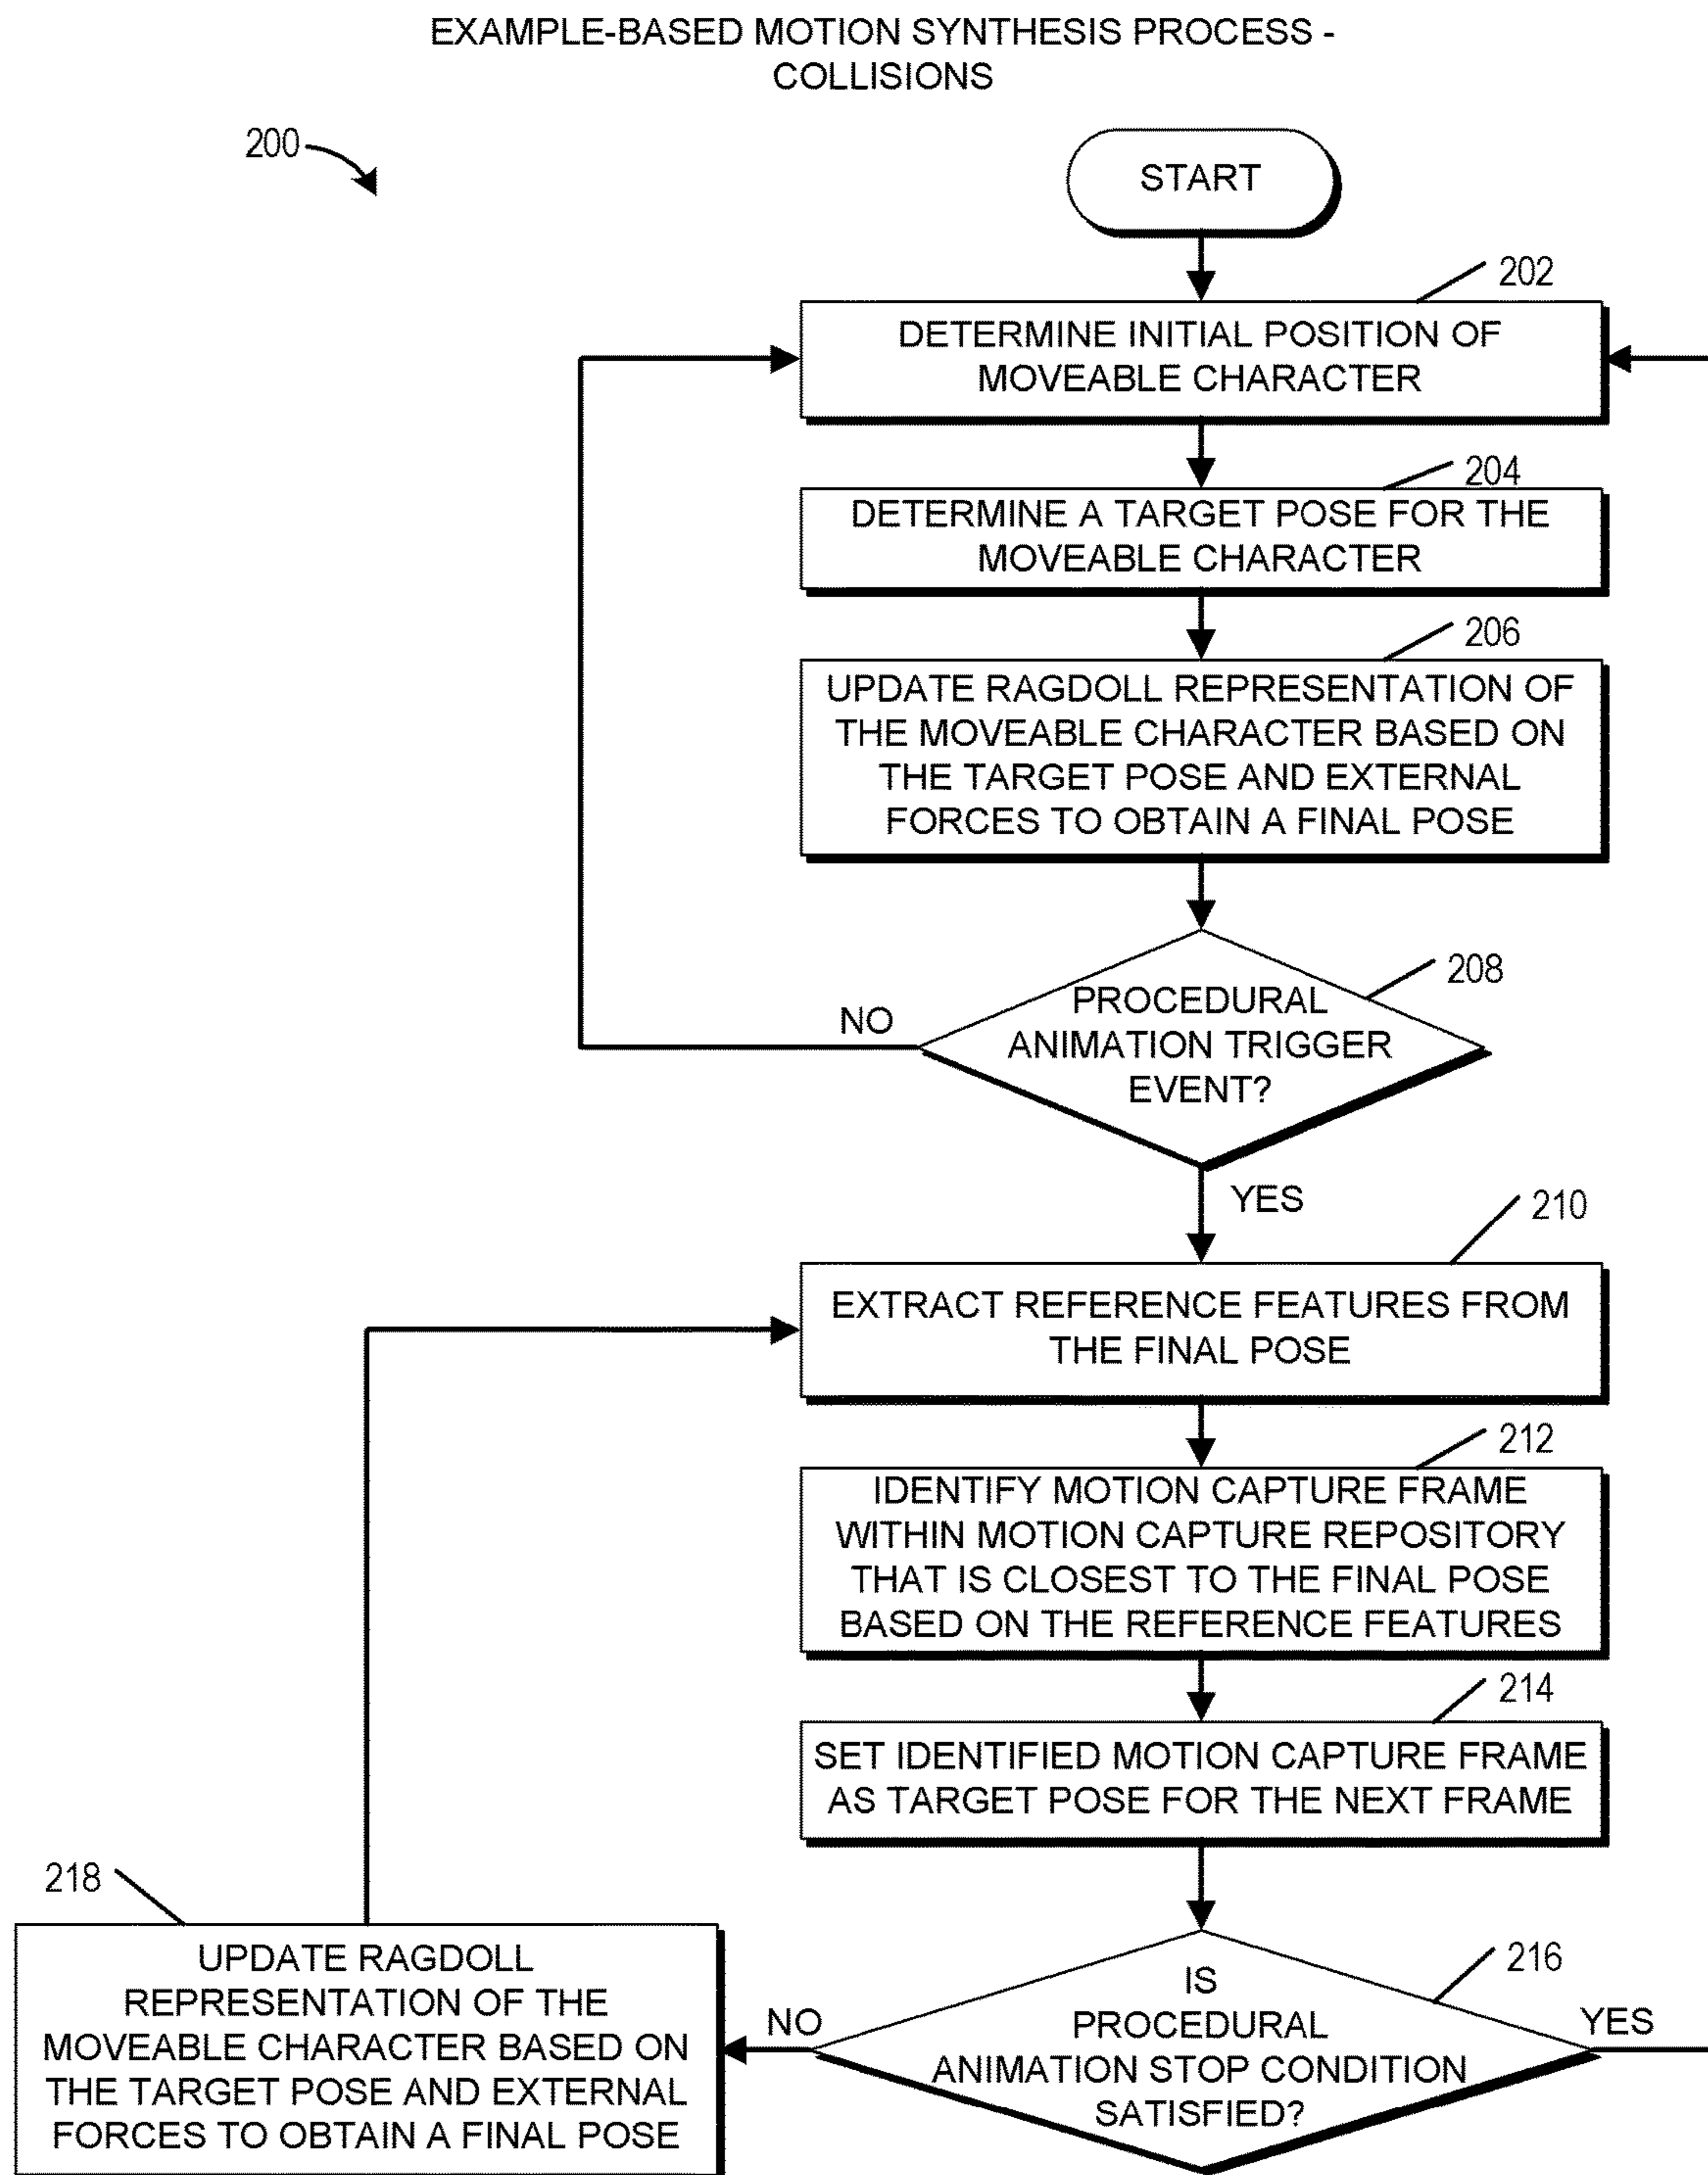 EXAMPLE-BASED MOTION SYNTHESIS PROCESS -
COLLISIONS
200
START
202
DETERMINE INITIAL POSITION OF
MOVEABLE CHARACTER
204
DETERMINE A TARGET POSE FOR THE
MOVEABLE CHARACTER
206
UPDATE RAGDOLL REPRESENTATION OF
THE MOVEABLE CHARACTER BASED ON
THE TARGET POSE AND EXTERNAL
FORCES TO OBTAIN A FINAL POSE
208
PROCEDURAL
ANIMATION TRIGGER
EVENT?
NO
YES
210
EXTRACT REFERENCE FEATURES FROM
THE FINAL POSE
212
IDENTIFY MOTION CAPTURE FRAME
WITHIN MOTION CAPTURE REPOSITORY
THAT IS CLOSEST TO THE FINAL POSE
BASED ON THE REFERENCE FEATURES
214
SET IDENTIFIED MOTION CAPTURE FRAME
AS TARGET POSE FOR THE NEXT FRAME
216
IS
PROCEDURAL
ANIMATION STOP CONDITION
SATISFIED?
NO
YES
218
UPDATE RAGDOLL
REPRESENTATION OF THE
MOVEABLE CHARACTER BASED ON
THE TARGET POSE AND EXTERNAL
FORCES TO OBTAIN A FINAL POSE